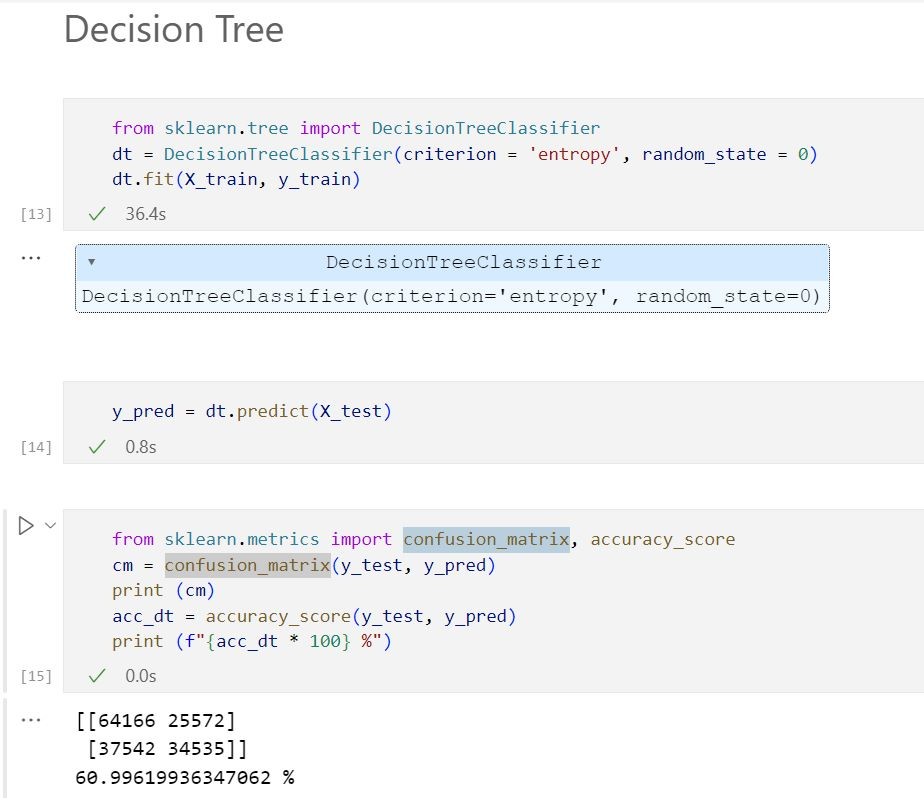 Decision Tree
from sklearn.tree import DecisionTreeClassifier
dt = DecisionTreeClassifier(criterion = 'entropy', random_state = 0)
dt.fit(X_train, y_train)
[13] 36.4s
DecisionTreeClassifier
DecisionTreeClassifier(criterion='entropy', random_state=0)
y_pred = dt.predict(X_test)
[14] 0.8s
from sklearn.metrics import confusion_matrix, accuracy_score
cm = confusion_matrix(y_test, y_pred)
print (cm)
acc_dt = accuracy_score(y_test, y_pred)
print (f"{acc_dt * 100} %")
[15] 0.0s
[[64166 25572]
[37542 34535]]
60.99619936347062 %